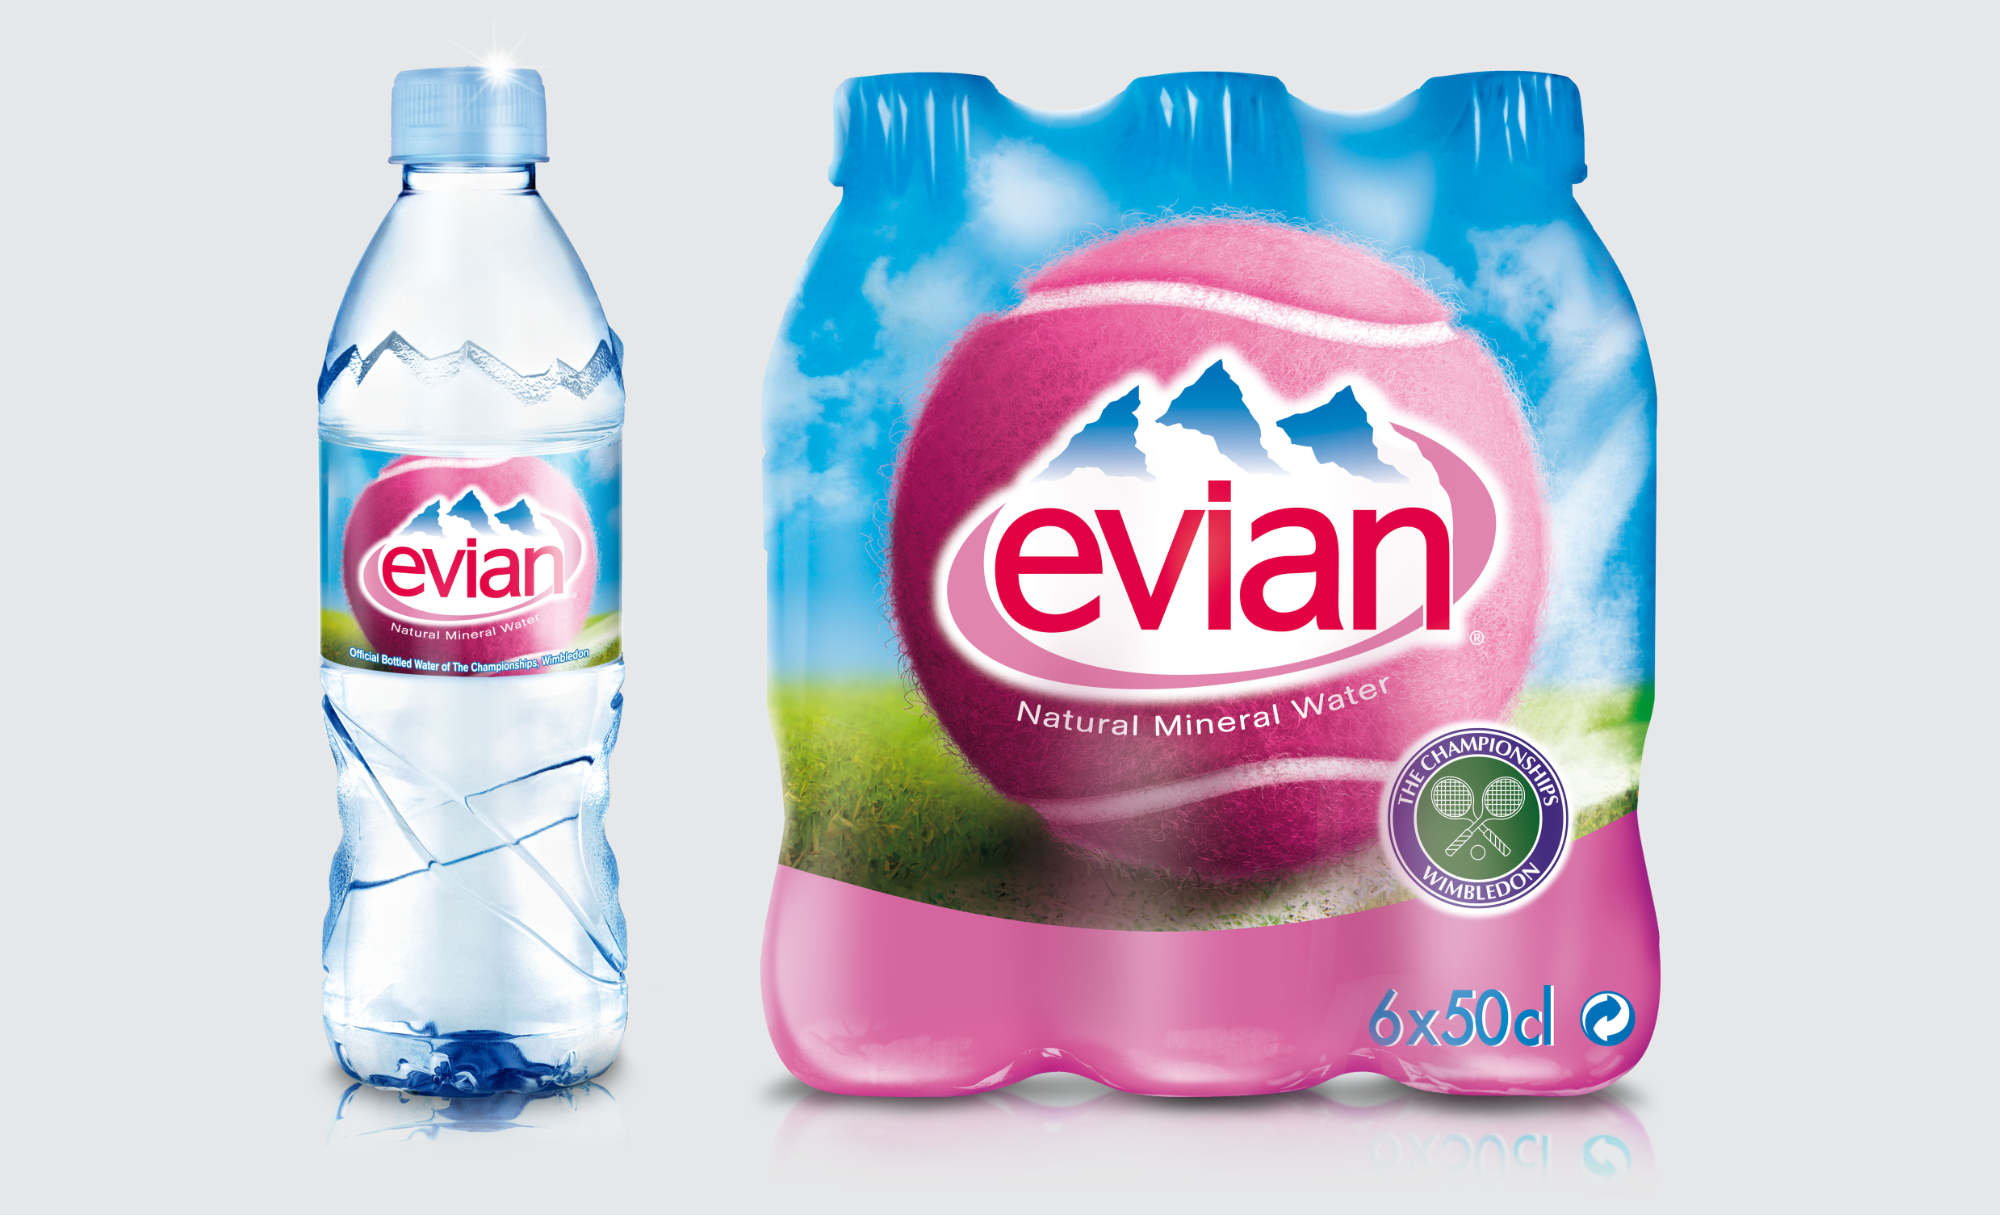 evian
Natural Mineral Water
Official Bottled Water of The Championships, Wimbledon
evian
®
Natural Mineral Water
THE CHAMPIONSHIPS
WIMBLEDON
6x50cl